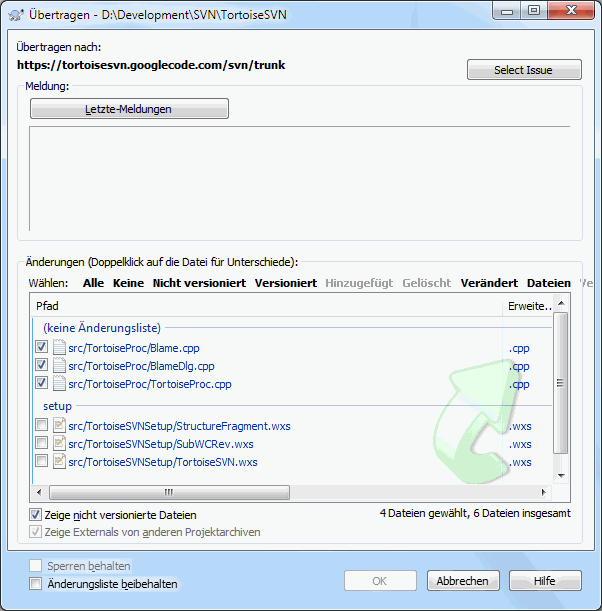 Übertragen - D:\Development\SVN\TortoiseSVN
Übertragen nach:
https://tortoisesvn.googlecode.com/svn/trunk
Select Issue
Meldung:
Letzte-Meldungen
Änderungen (Doppelklick auf die Datei für Unterschiede):
Wählen: Alle Keine Nicht versioniert Versioniert Hinzugefügt Gelöscht Verändert Dateien
Pfad Erweite...
(keine Änderungsliste)
src/TortoiseProc/Blame.cpp .cpp
src/TortoiseProc/BlameDlg.cpp .cpp
src/TortoiseProc/TortoiseProc.cpp .cpp
setup
src/TortoiseSVNSetup/StructureFragment.wxs .wxs
src/TortoiseSVNSetup/SubWCRev.wxs .wxs
src/TortoiseSVNSetup/TortoiseSVN.wxs .wxs
Zeige nicht versionierte Dateien 4 Dateien gewählt, 6 Dateien insgesamt
Zeige Externals von anderen Projektarchiven
Sperren behalten
Änderungsliste beibehalten
OK Abbrechen Hilfe